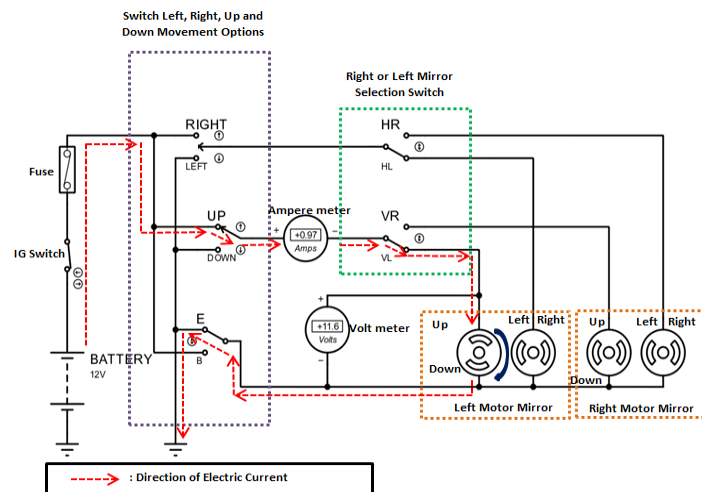 Switch Left, Right, Up and
Down Movement Options
Right or Left Mirror
Selection Switch
RIGHT
LEFT
HR
HL
Fuse
UP
DOWN
Ampere meter
+
+0.97
Amps
−
VR
VL
IG Switch
E
B
+
+11.6
Volts
−
Volt meter
BATTERY
12V
Up
Down
Left Right
Up
Down
Left Right
Left Motor Mirror
Right Motor Mirror
: Direction of Electric Current